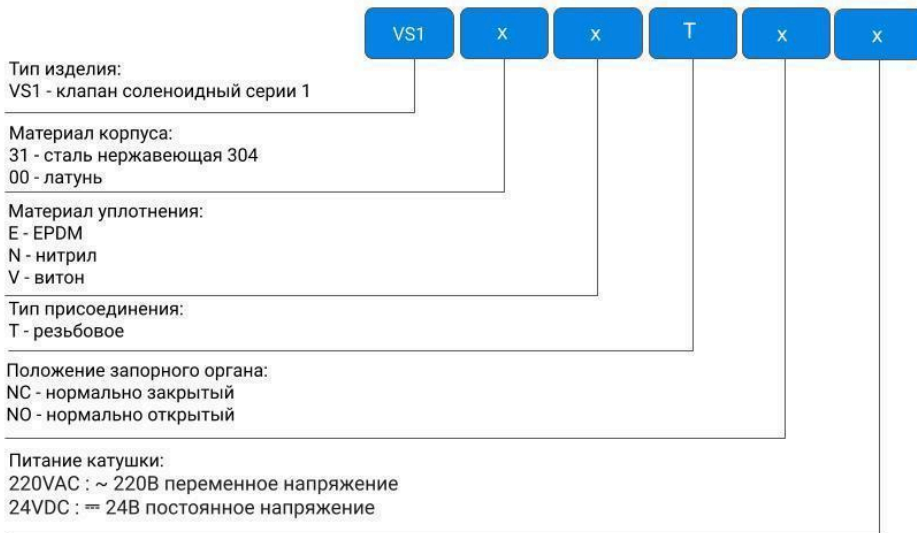 VS1 x x T x x
Тип изделия:
VS1 - клапан соленоидный серии 1
Материал корпуса:
31 - сталь нержавеющая 304
00 - латунь
Материал уплотнения:
E - EPDM
N - нитрил
V - витон
Тип присоединения:
T - резьбовое
Положение запорного органа:
NC - нормально закрытый
NO - нормально открытый
Питание катушки:
220VAC : ~ 220В переменное напряжение
24VDC : ⎓ 24В постоянное напряжение